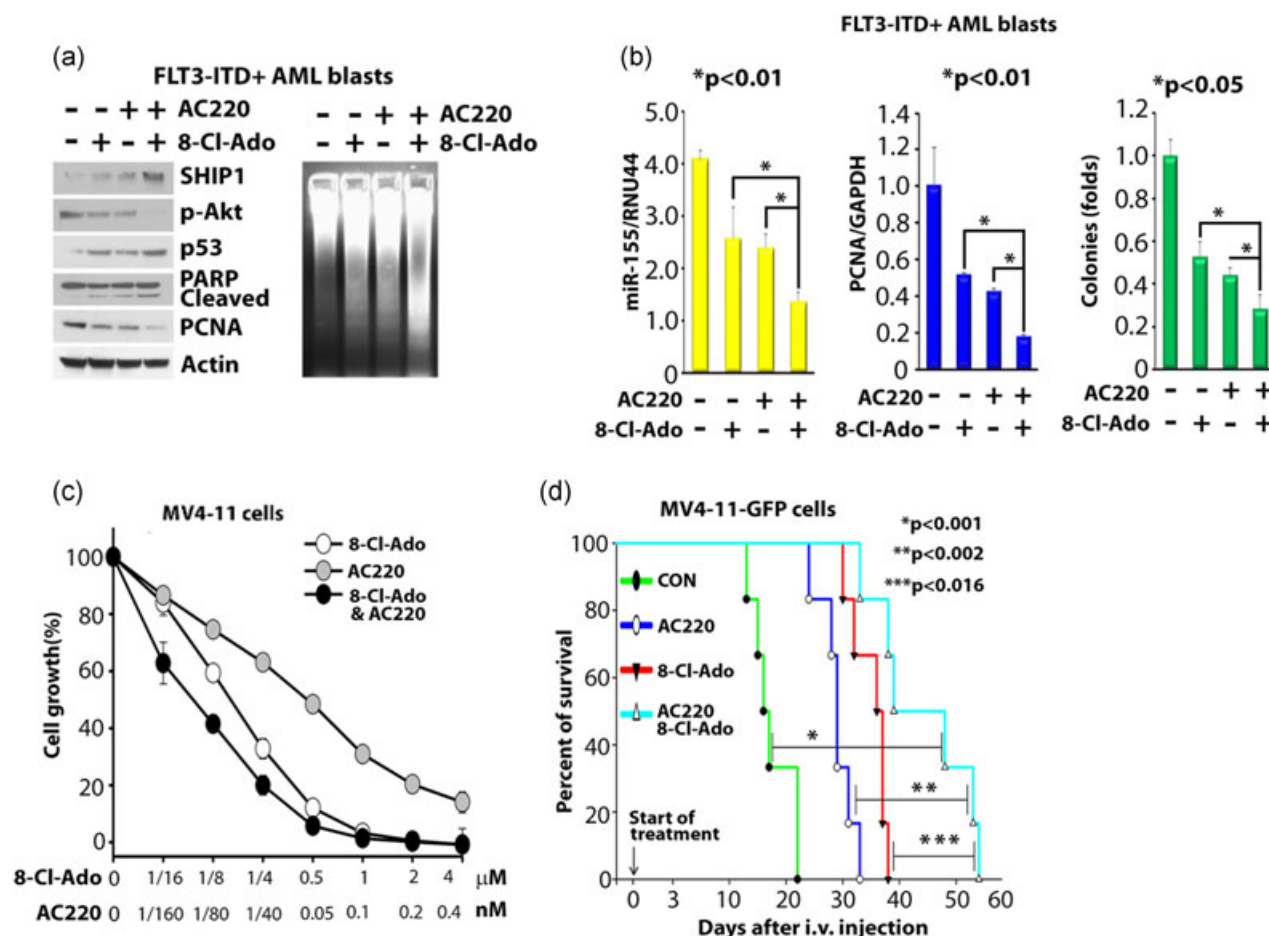 (a)
FLT3-ITD+ AML blasts
- - + + AC220
- + - + 8-Cl-Ado
SHIP1
p-Akt
p53
PARP
Cleaved
PCNA
Actin
- - + + AC220
- + - + 8-Cl-Ado
FLT3-ITD+ AML blasts
(b)
*p<0.01
5.0
4.0
3.0
2.0
1.0
0
miR-155/RNU44
*
*
AC220 - - + +
8-Cl-Ado - + - +
*p<0.01
1.4
1.2
1.0
0.8
0.6
0.4
0.2
0
PCNA/GAPDH
*
*
AC220 - - + +
8-Cl-Ado - + - +
*p<0.05
1.2
1.0
0.8
0.6
0.4
0.2
0
Colonies (folds)
*
*
- - + +
- + - +
(c)
MV4-11 cells
8-Cl-Ado
AC220
8-Cl-Ado
& AC220
100
80
60
40
20
0
Cell growth(%)
8-Cl-Ado 0 1/16 1/8 1/4 0.5 1 2 4 μM
AC220 0 1/160 1/80 1/40 0.05 0.1 0.2 0.4 nM
(d)
MV4-11-GFP cells
*p<0.001
**p<0.002
***p<0.016
CON
AC220
8-Cl-Ado
AC220
8-Cl-Ado
100
80
60
40
20
0
Percent of survival
*
**
***
Start of
treatment
0 3 10 20 30 40 50 60
Days after i.v. injection